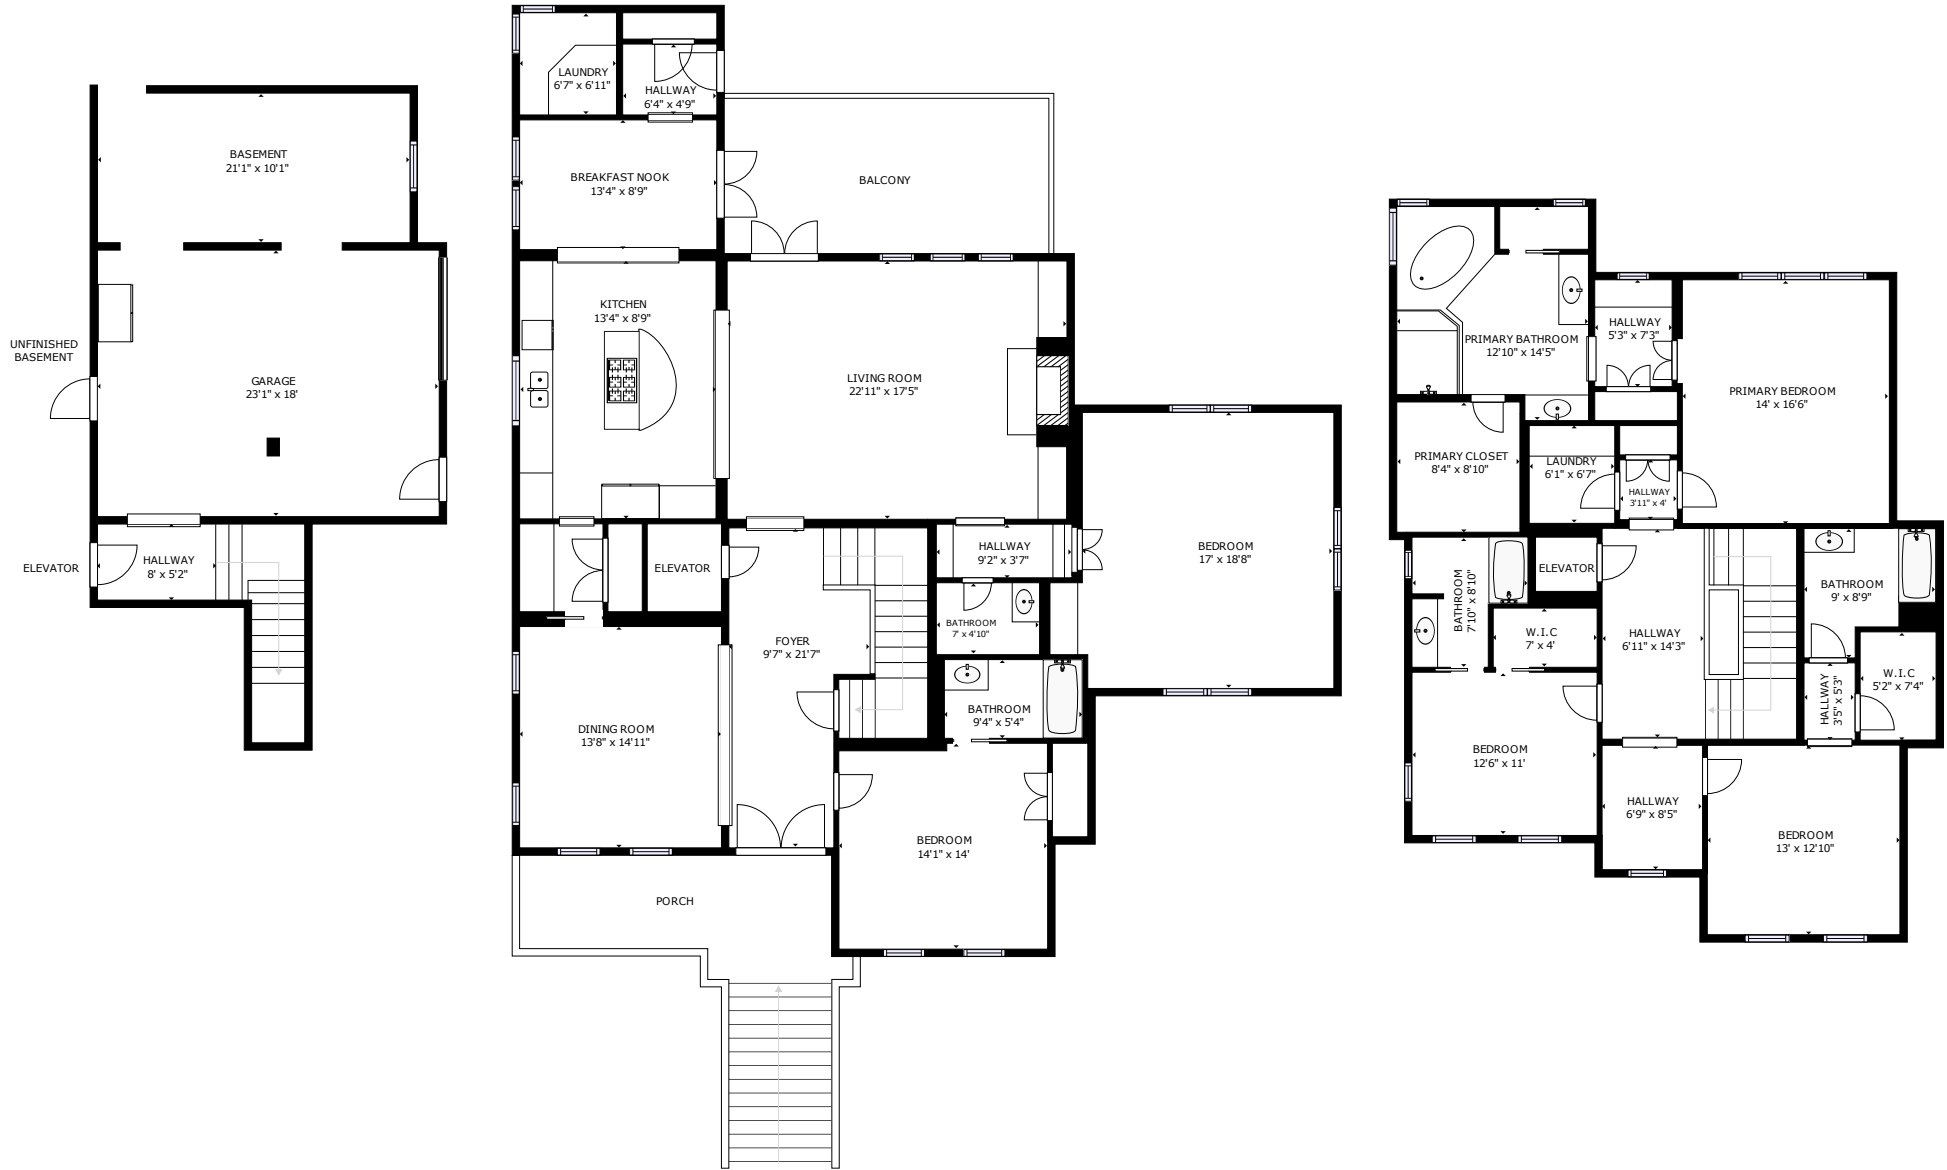 BASEMENT
21'1" x 10'1"
UNFINISHED
BASEMENT
GARAGE
23'1" x 18'
ELEVATOR
HALLWAY
8' x 5'2"
LAUNDRY
6'7" x 6'11"
HALLWAY
6'4" x 4'9"
BREAKFAST NOOK
13'4" x 8'9"
BALCONY
KITCHEN
13'4" x 8'9"
LIVING ROOM
22'11" x 17'5"
ELEVATOR
HALLWAY
9'2" x 3'7"
BEDROOM
17' x 18'8"
BATHROOM
7' x 4'10"
FOYER
9'7" x 21'7"
BATHROOM
9'4" x 5'4"
DINING ROOM
13'8" x 14'11"
BEDROOM
14'1" x 14'
PORCH
PRIMARY BATHROOM
12'10" x 14'5"
HALLWAY
5'3" x 7'3"
PRIMARY BEDROOM
14' x 16'6"
PRIMARY CLOSET
8'4" x 8'10"
LAUNDRY
6'1" x 6'7"
HALLWAY
3'11" x 4'
ELEVATOR
BATHROOM
7'10" x 8'10"
BATHROOM
9' x 8'9"
W.I.C
7' x 4'
HALLWAY
6'11" x 14'3"
W.I.C
5'2" x 7'4"
HALLWAY
3'5" x 5'3"
BEDROOM
12'6" x 11'
HALLWAY
6'9" x 8'5"
BEDROOM
13' x 12'10"